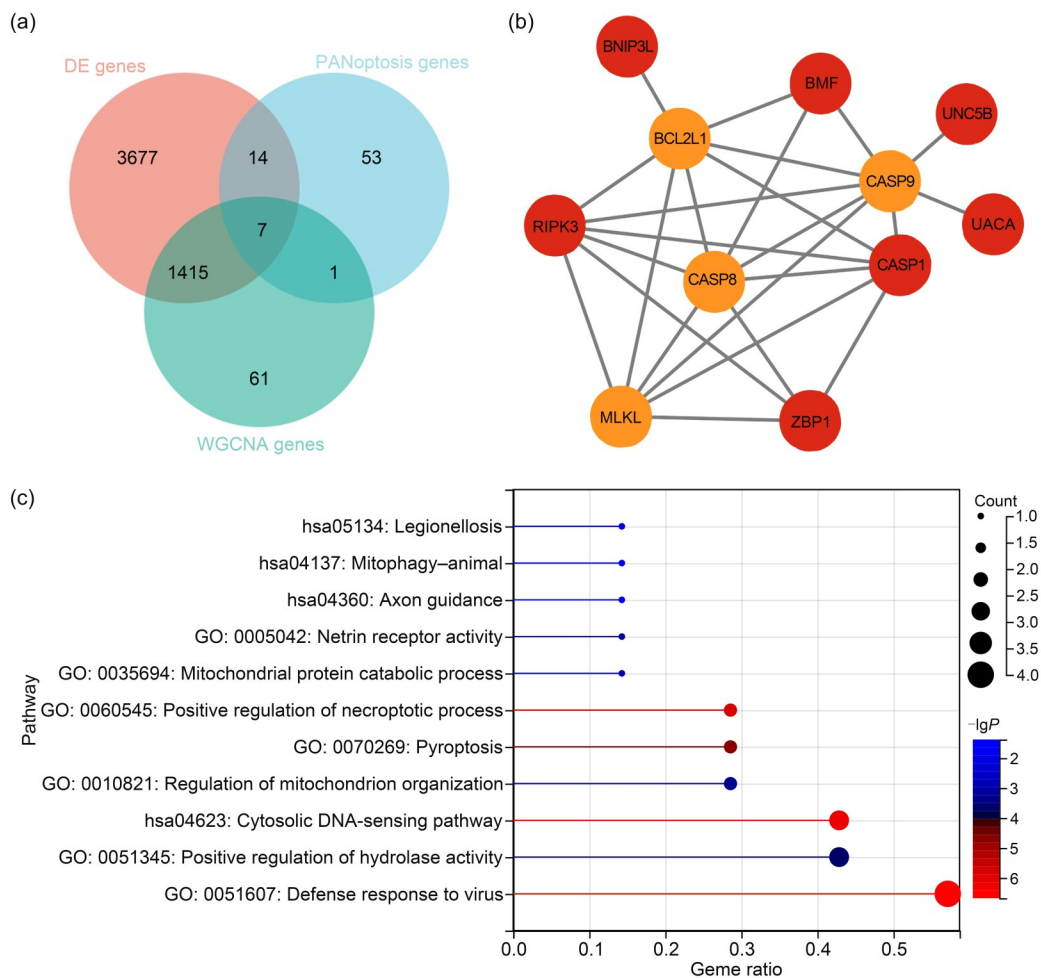 (a)
DE genes
PANoptosis genes
3677
14
53
7
1415
1
61
WGCNA genes
(b)
BNIP3L
BMF
UNC5B
BCL2L1
CASP9
RIPK3
UACA
CASP1
CASP8
MLKL
ZBP1
(c)
Pathway
hsa05134: Legionellosis
hsa04137: Mitophagy–animal
hsa04360: Axon guidance
GO: 0005042: Netrin receptor activity
GO: 0035694: Mitochondrial protein catabolic process
GO: 0060545: Positive regulation of necroptotic process
GO: 0070269: Pyroptosis
GO: 0010821: Regulation of mitochondrion organization
hsa04623: Cytosolic DNA-sensing pathway
GO: 0051345: Positive regulation of hydrolase activity
GO: 0051607: Defense response to virus
0.0 0.1 0.2 0.3 0.4 0.5
Geme ratio
Count
1.0
1.5
2.0
2.5
3.0
3.5
4.0
–lgP
2
3
4
5
6